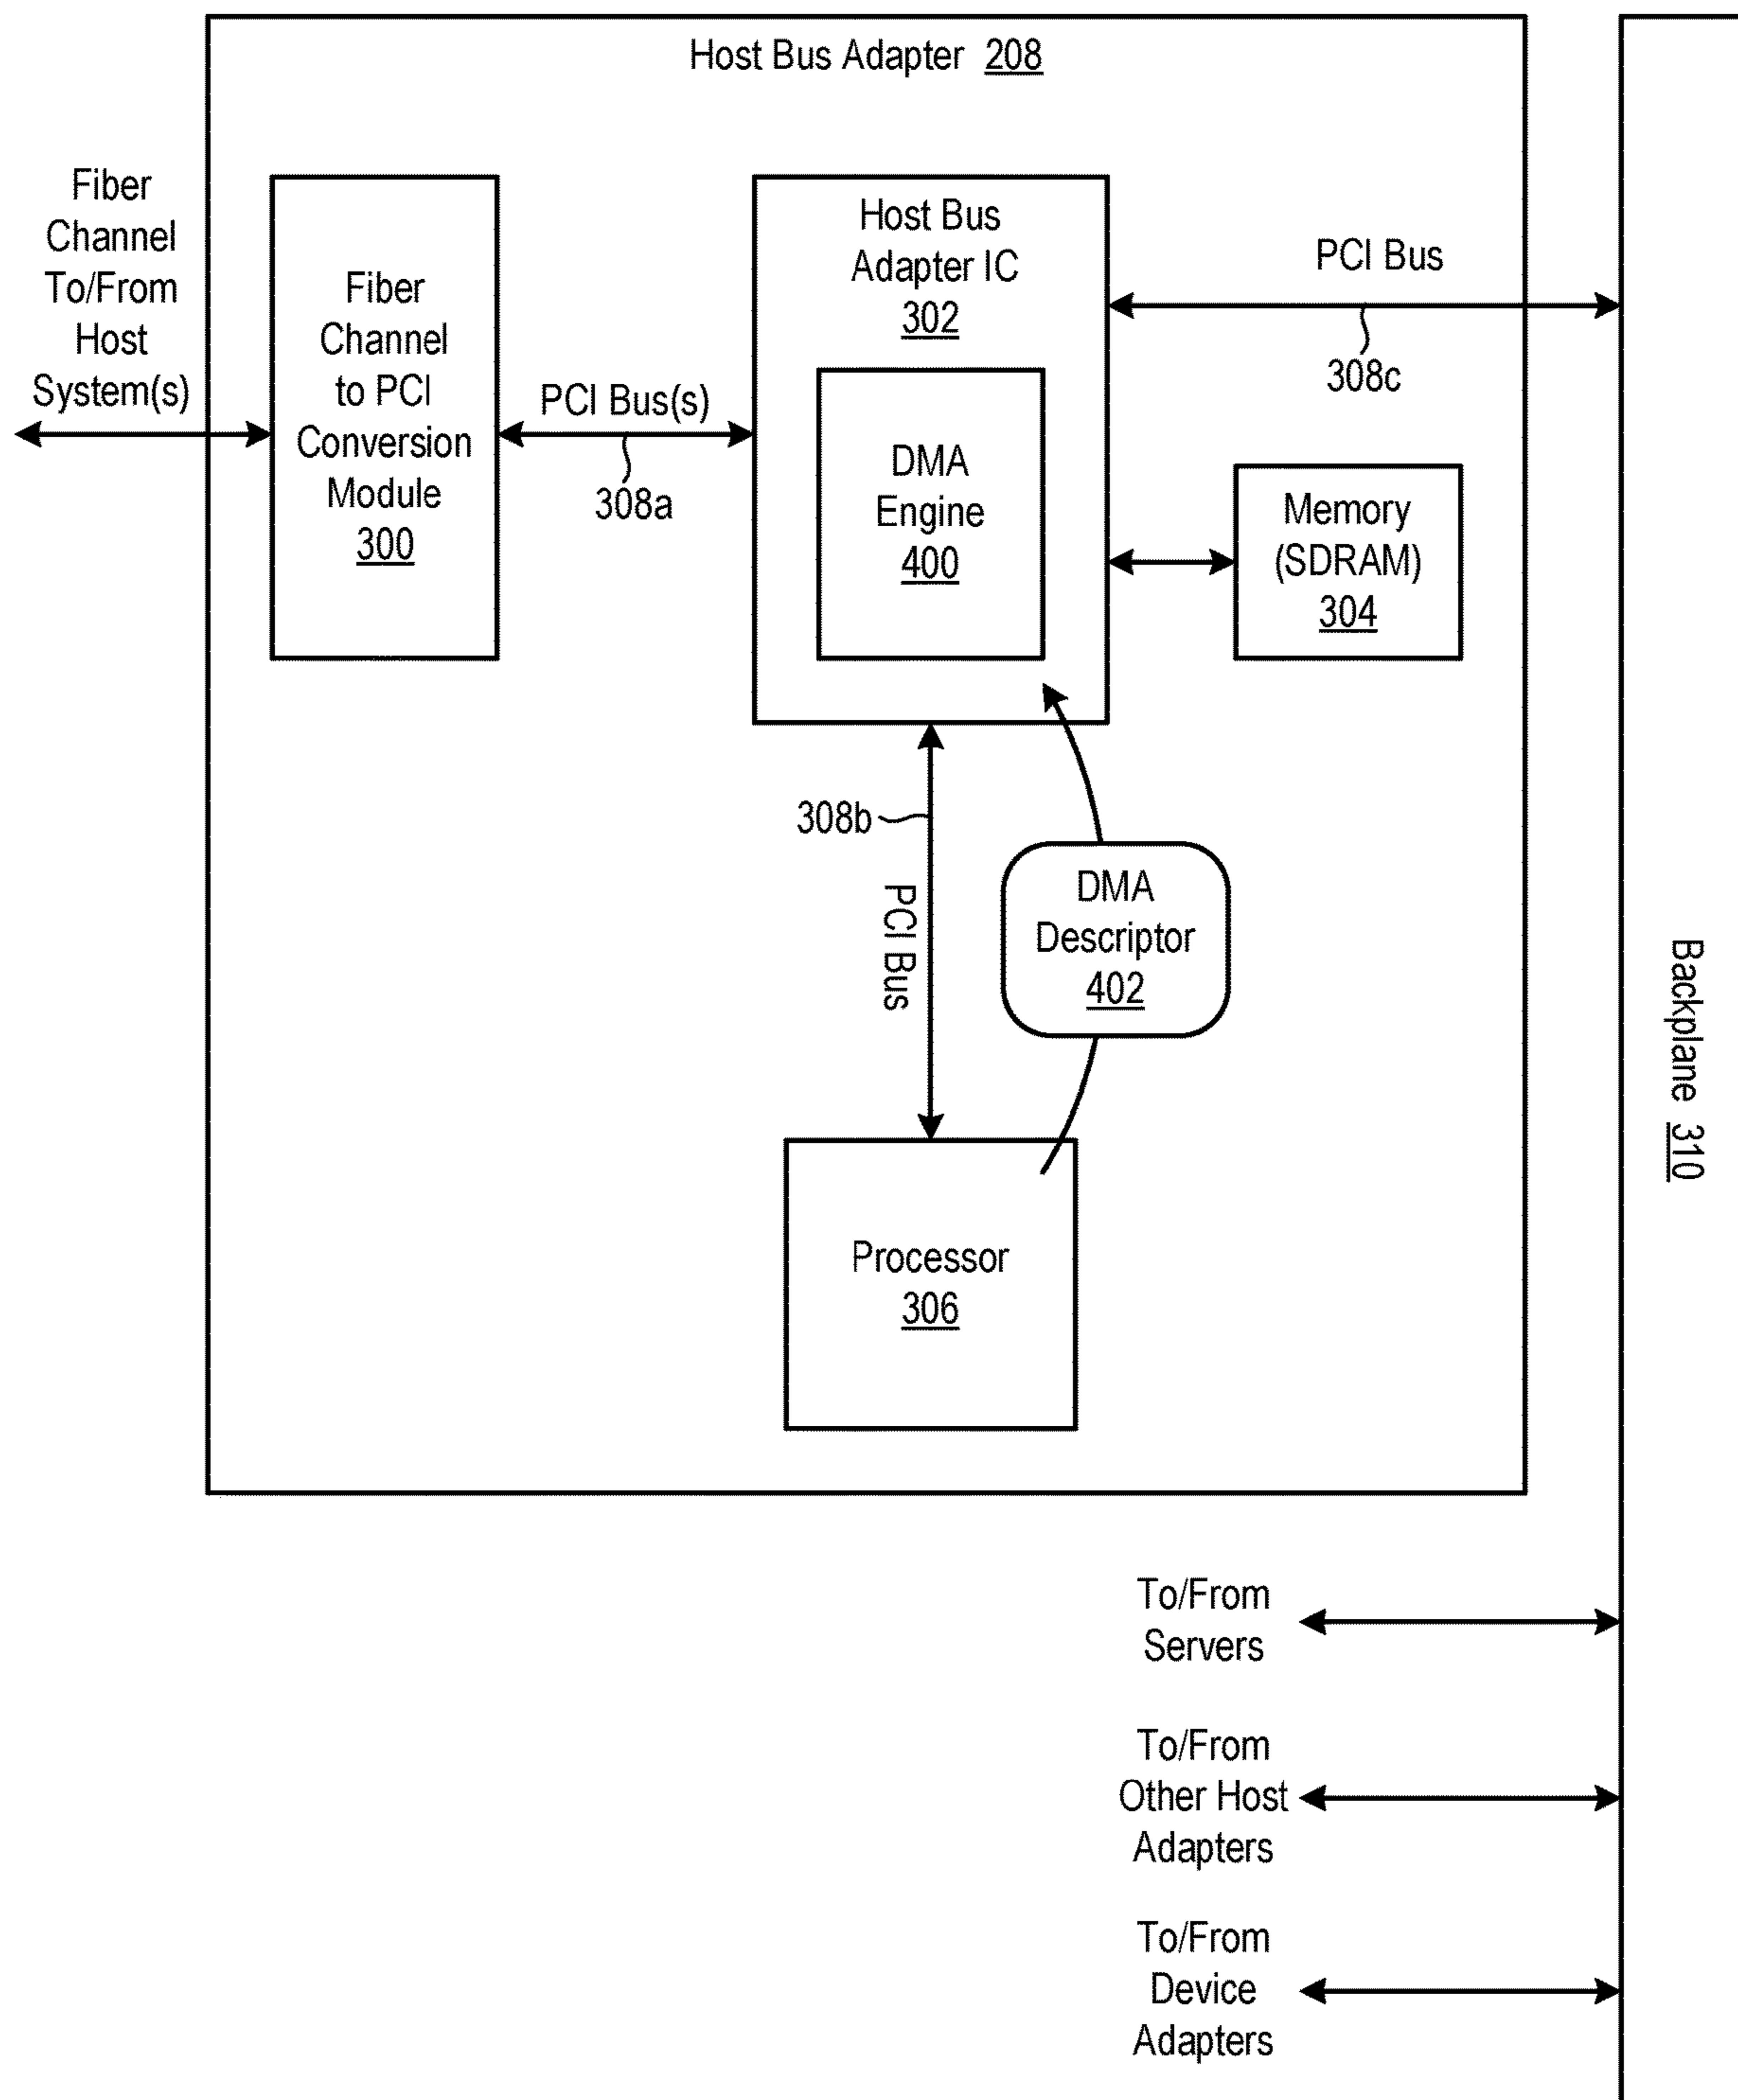 Host Bus Adapter 208
Fiber
Channel
To/From
Host
System(s)
Fiber
Channel
to PCI
Conversion
Module
300
PCI Bus(s)
308a
Host Bus
Adapter IC
302
DMA
Engine
400
PCI Bus
308c
Memory
(SDRAM)
304
308b
PCI Bus
DMA
Descriptor
402
Processor
306
Backplane 310
To/From
Servers
To/From
Other Host
Adapters
To/From
Device
Adapters